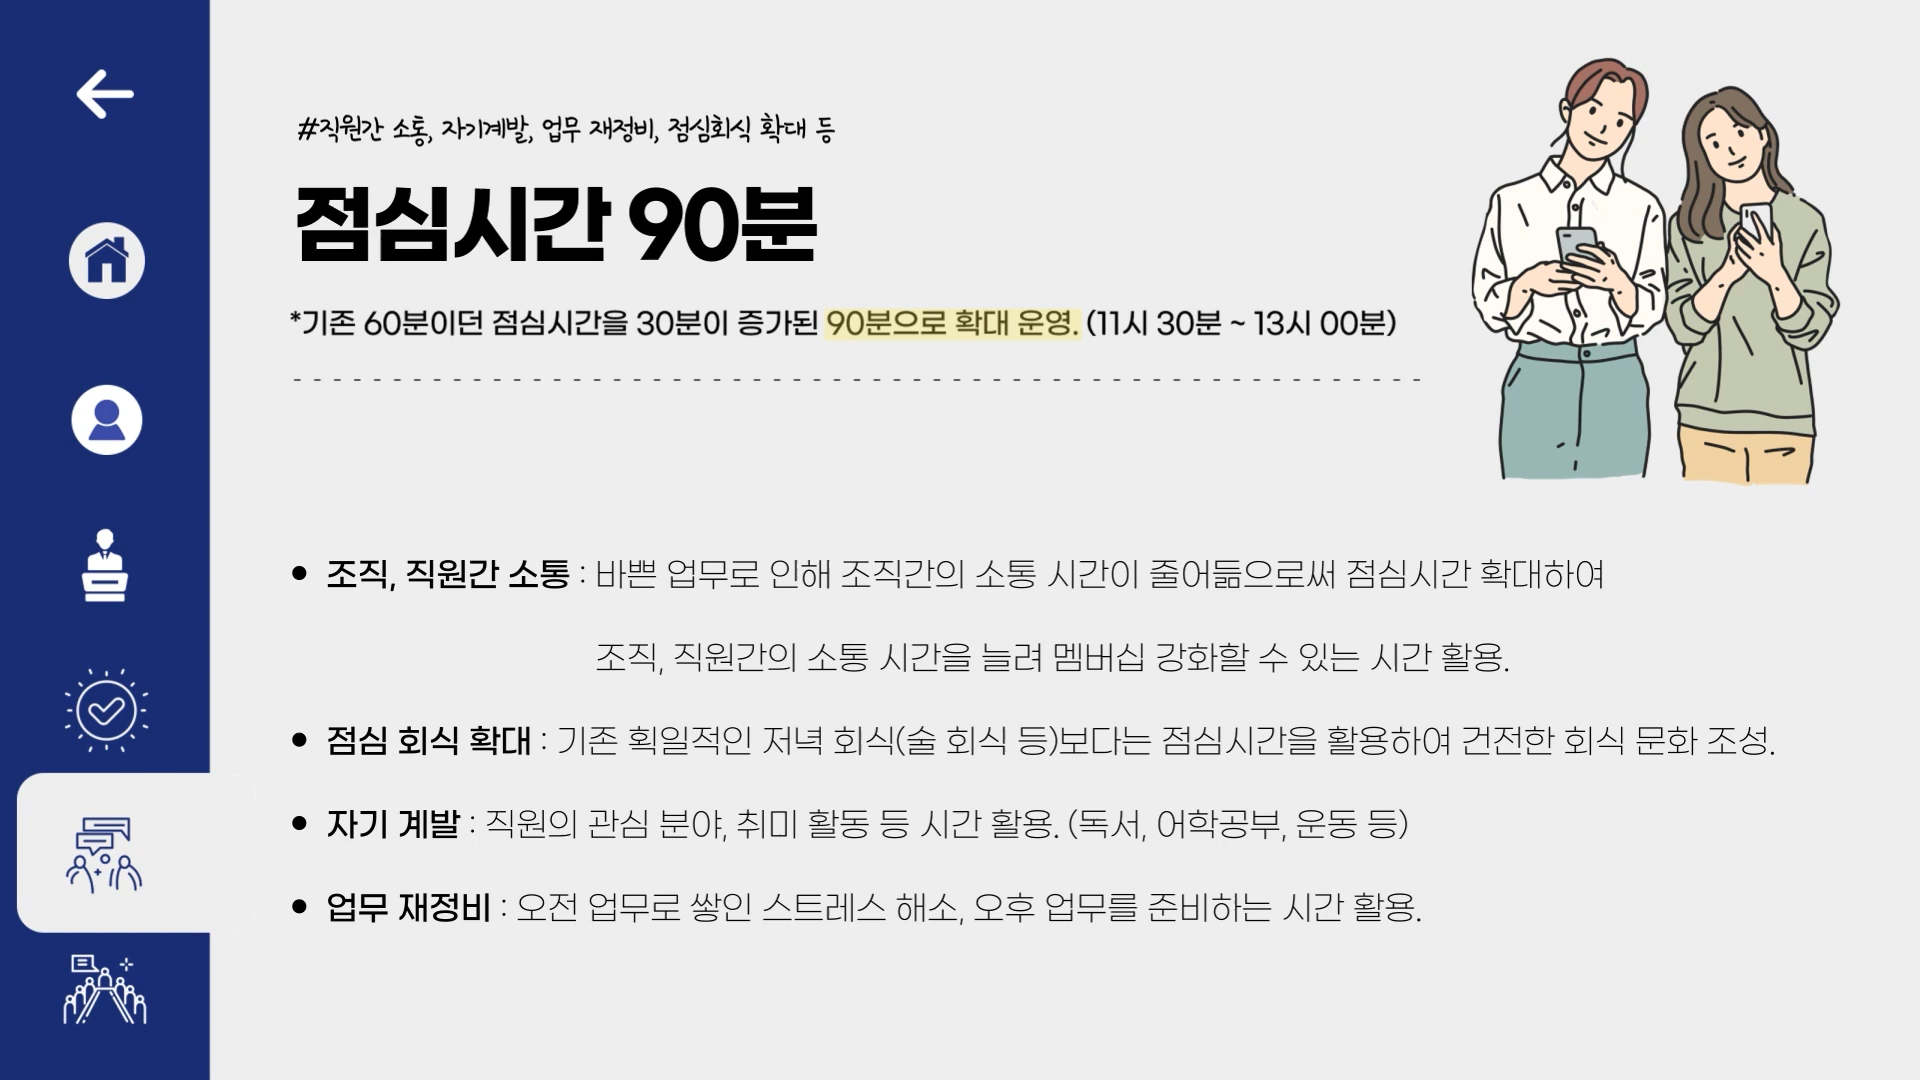 #직원간 소통, 자기계발, 업무 재정비, 점심회식 확대 등
점심시간 90분
*기존 60분이던 점심시간을 30분이 증가된 90분으로 확대 운영. (11시 30분 ~ 13시 00분)
● 조직, 직원간 소통 : 바쁜 업무로 인해 조직간의 소통 시간이 줄어듦으로써 점심시간 확대하여
조직, 직원간의 소통 시간을 늘려 멤버십 강화할 수 있는 시간 활용.
● 점심 회식 확대 : 기존 획일적인 저녁 회식(술 회식 등)보다는 점심시간을 활용하여 건전한 회식 문화 조성.
● 자기 계발 : 직원의 관심 분야, 취미 활동 등 시간 활용. (독서, 어학공부, 운동 등)
● 업무 재정비 : 오전 업무로 쌓인 스트레스 해소, 오후 업무를 준비하는 시간 활용.